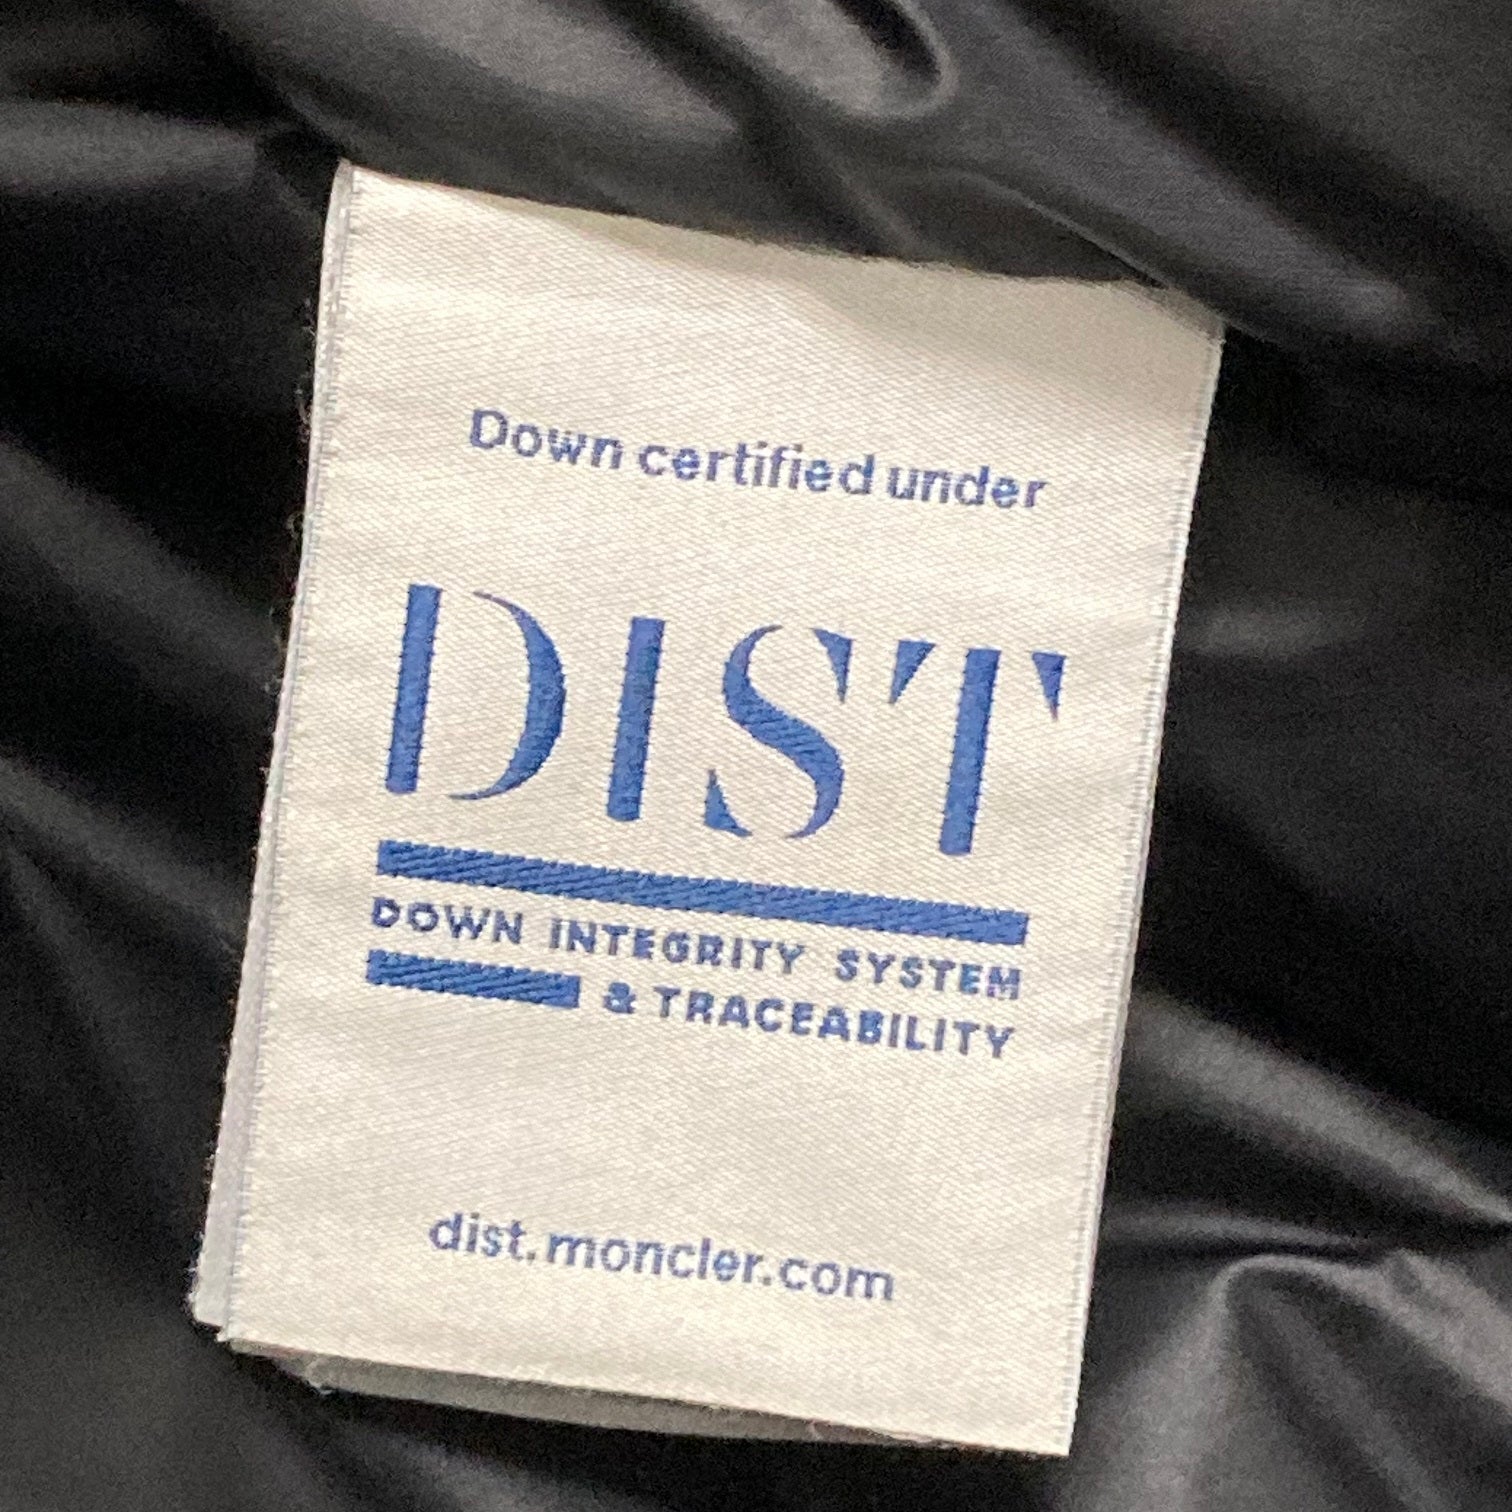 Down certified under
DIST
DOWN INTEGRITY SYSTEM
& TRACEABILITY
dist.moncler.com